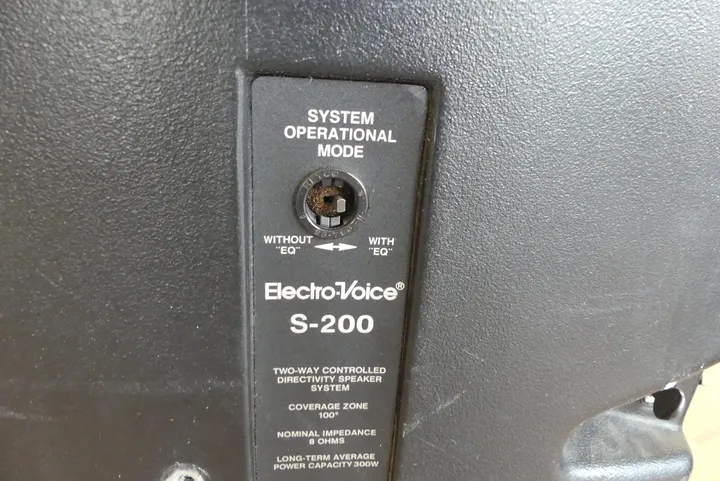 SYSTEM
OPERATIONAL
MODE
HEYCO
WITHOUT WITH
"EQ" "EQ"
Electro-Voice®
S-200
TWO-WAY CONTROLLED
DIRECTIVITY SPEAKER
SYSTEM
COVERAGE ZONE
100°
NOMINAL IMPEDANCE
8 OHMS
LONG-TERM AVERAGE
POWER CAPACITY 300W